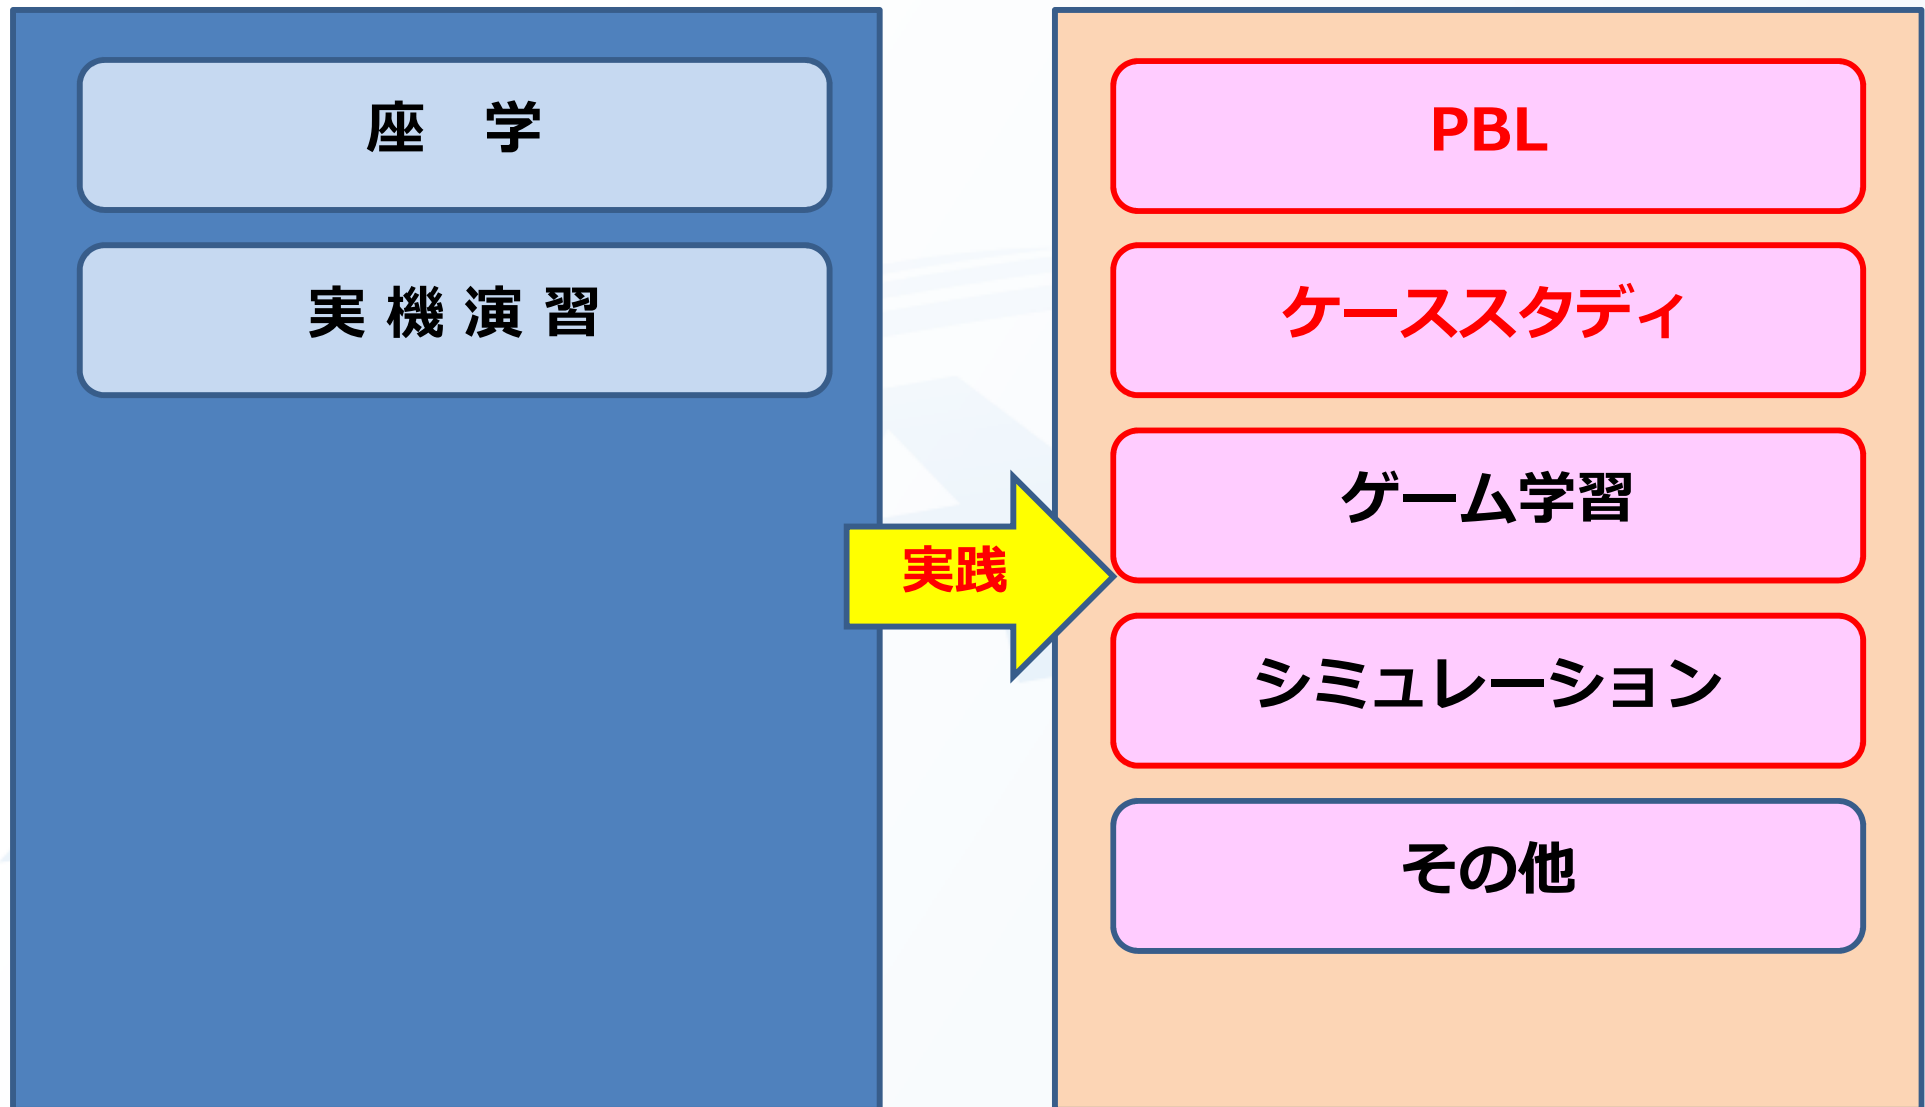 座　学
実 機 演 習
実践
PBL
ケーススタディ
ゲーム学習
シミュレーション
その他